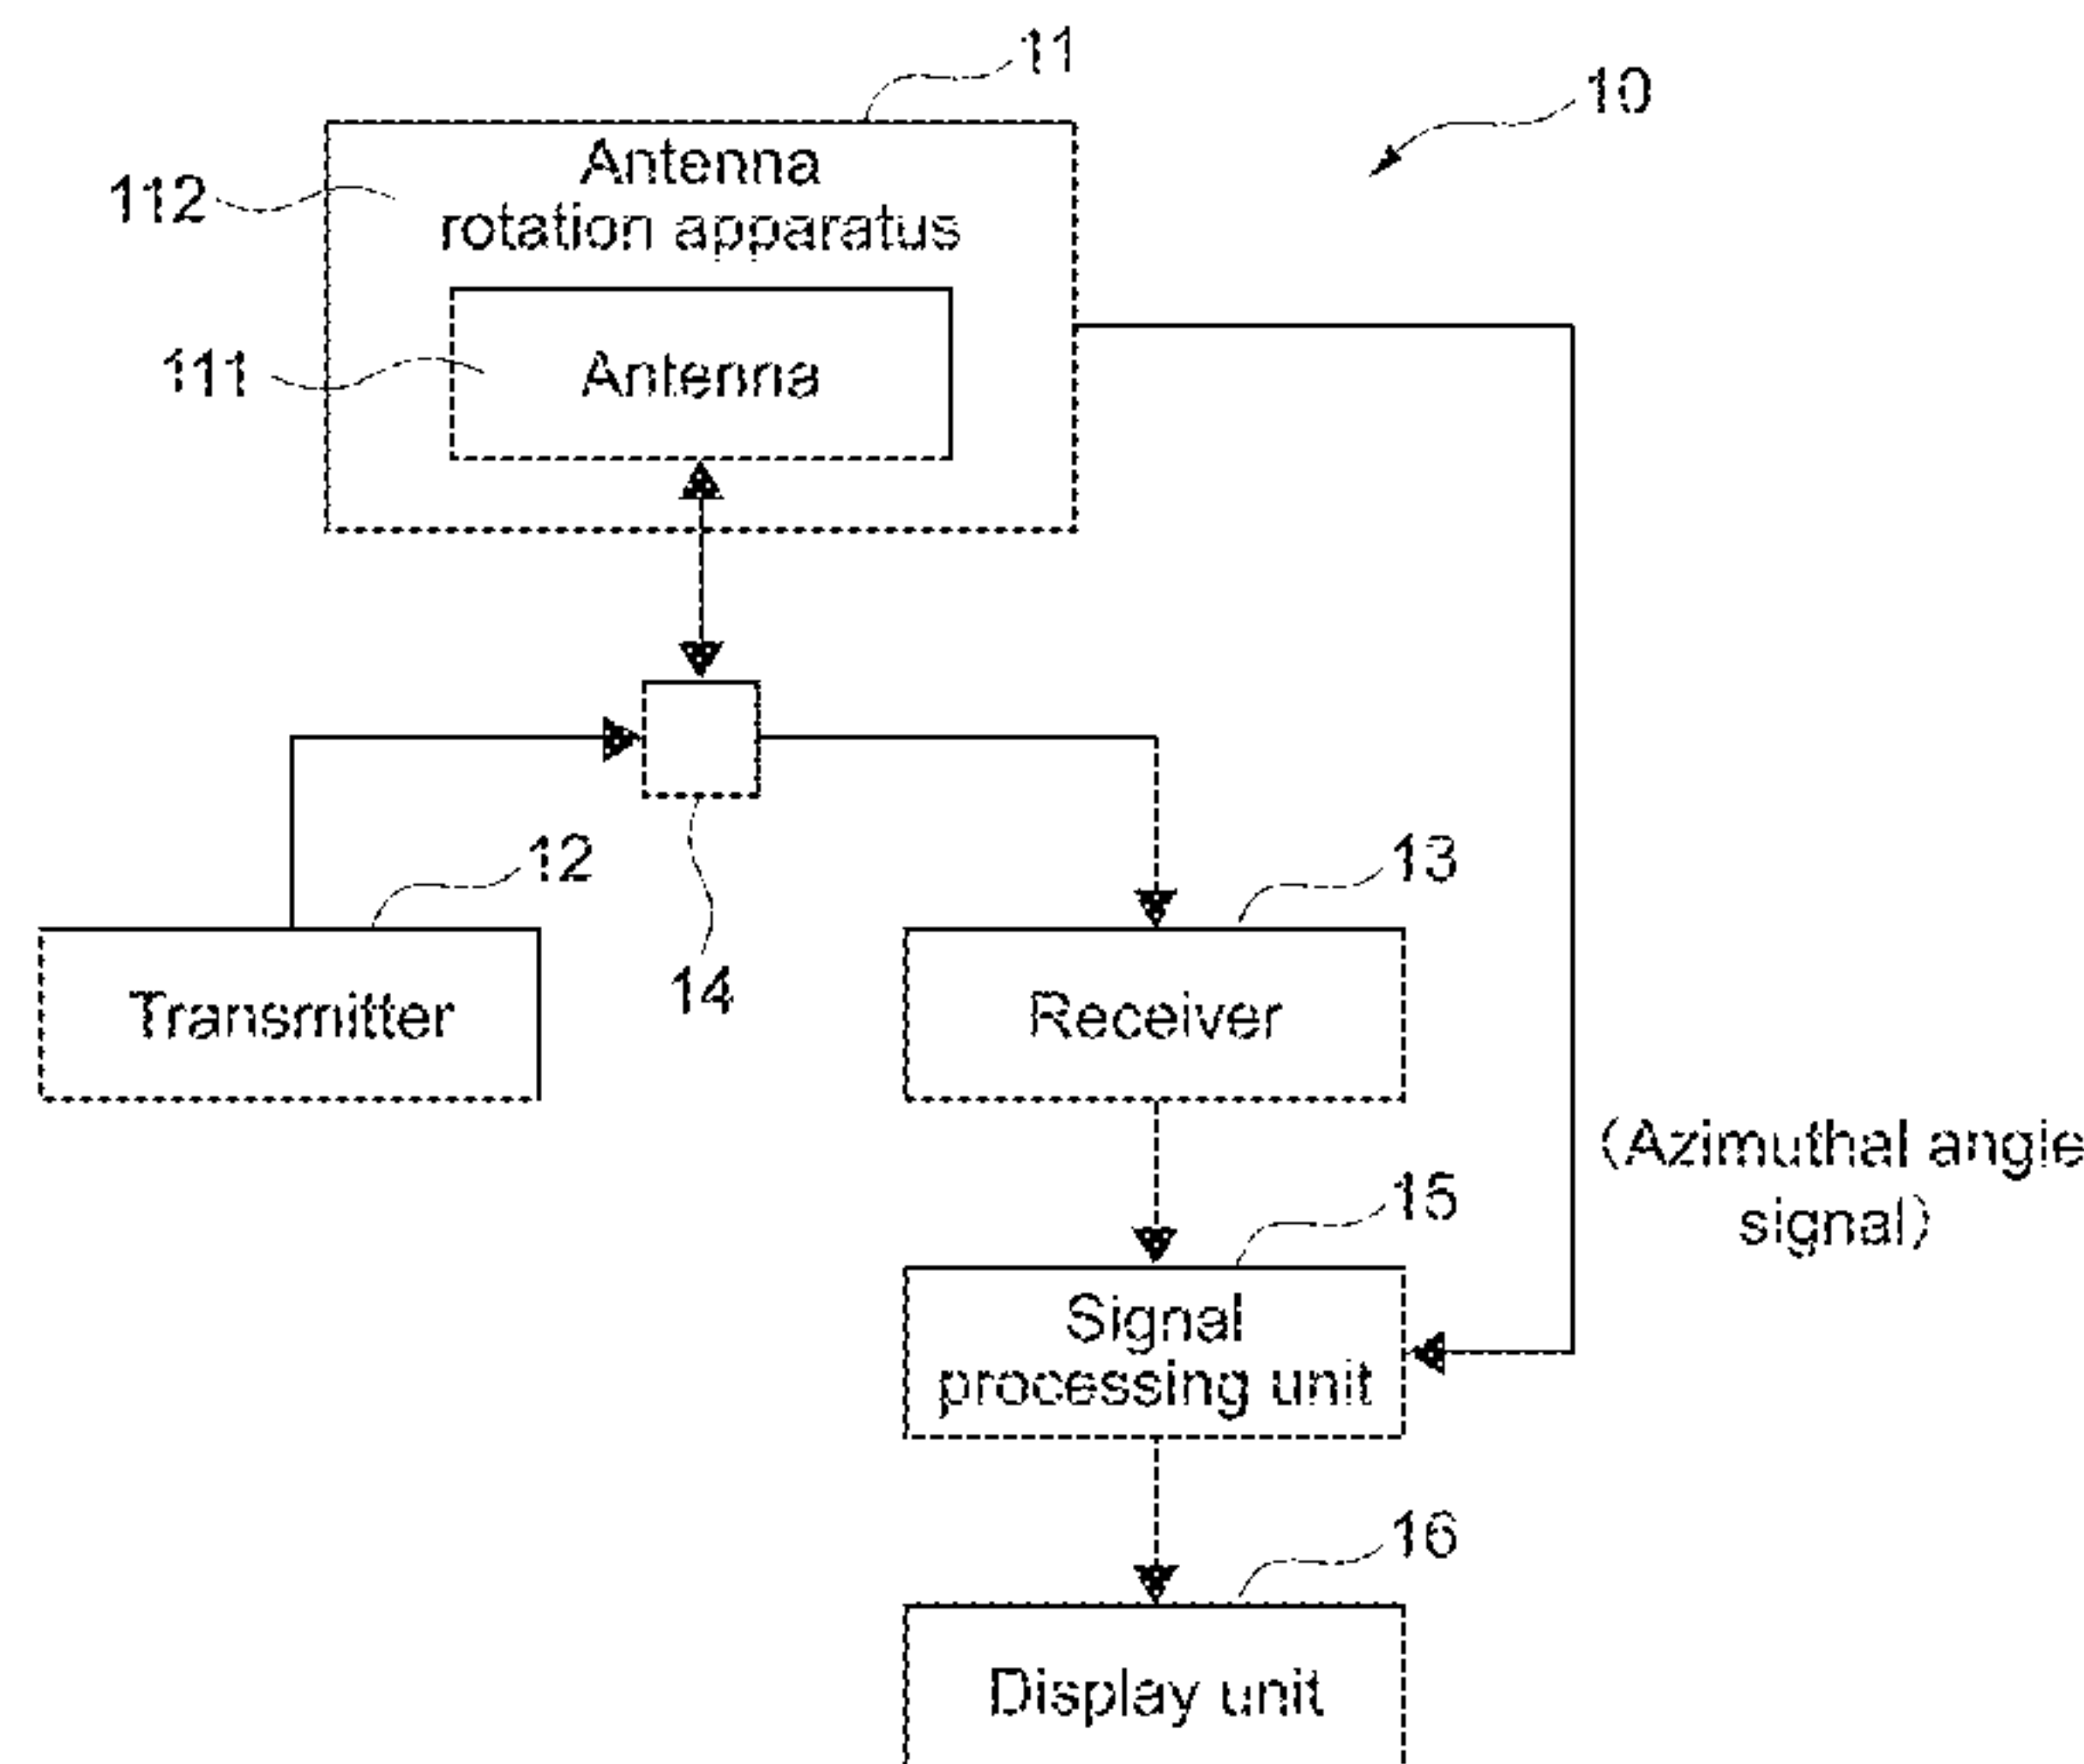 11
10
Antenna
rotation apparatus
112
Antenna
111
12
13
14
Transmitter
Receiver
(Azimuthal angle
signal)
15
Signal
processing unit
16
Display unit